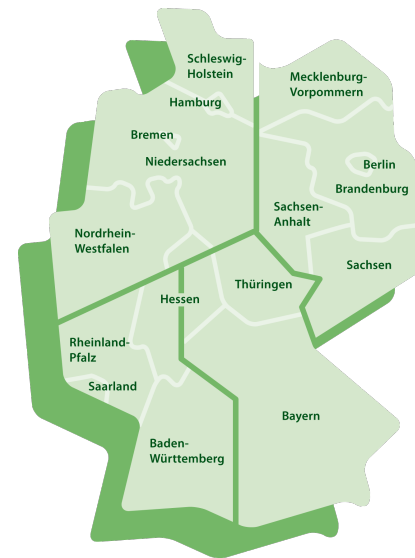 Schleswig-
Holstein
Mecklenburg-
Vorpommern
Hamburg
Bremen
Niedersachsen
Berlin
Brandenburg
Sachsen-
Anhalt
Nordrhein-
Westfalen
Sachsen
Thüringen
Hessen
Rheinland-
Pfalz
Saarland
Bayern
Baden-
Württemberg